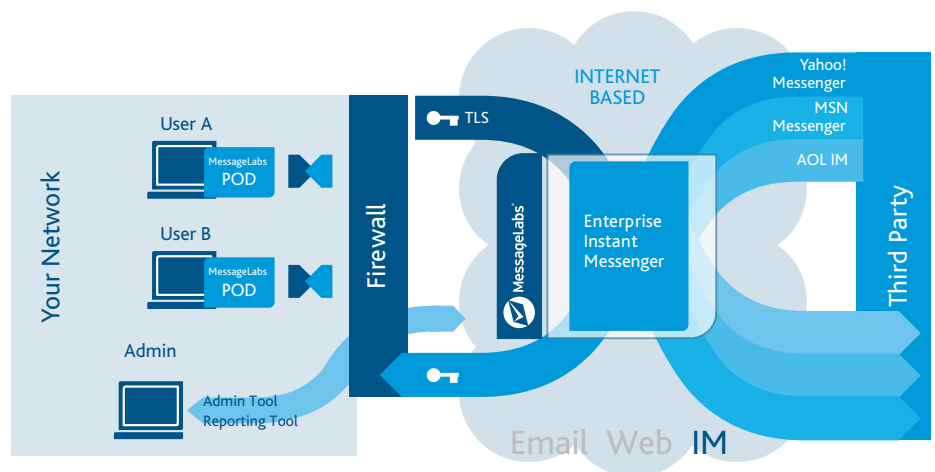 Your Network
User A
MessageLabs
POD
User B
MessageLabs
POD
Admin
Admin Tool
Reporting Tool
Firewall
TLS
INTERNET
BASED
MessageLabs
Enterprise
Instant
Messenger
Yahoo!
Messenger
MSN
Messenger
AOL IM
Third Party
Email Web IM